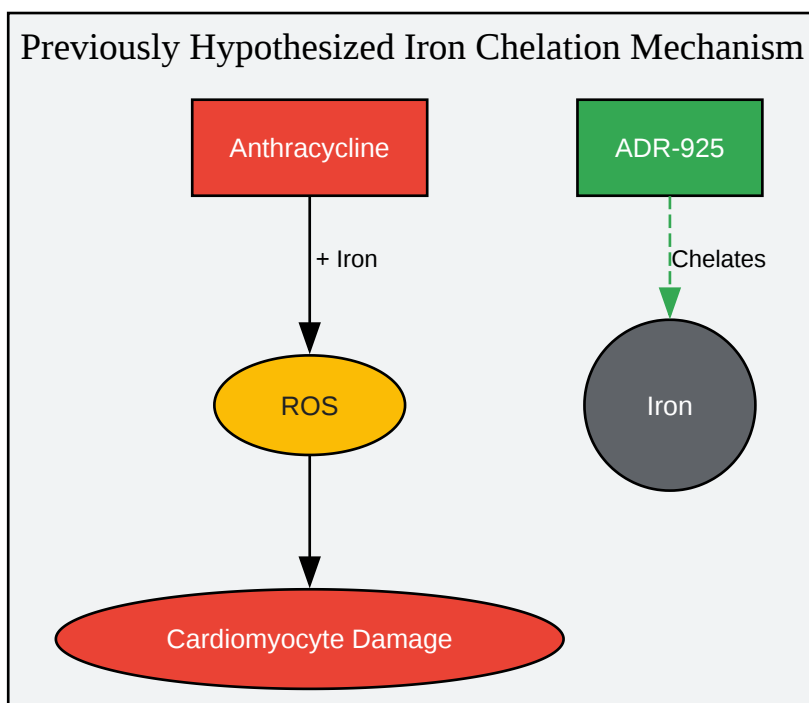 Previously Hypothesized Iron Chelation Mechanism
Anthracycline
ADR-925
+ Iron
Chelates
ROS
Iron
Cardiomyocyte Damage